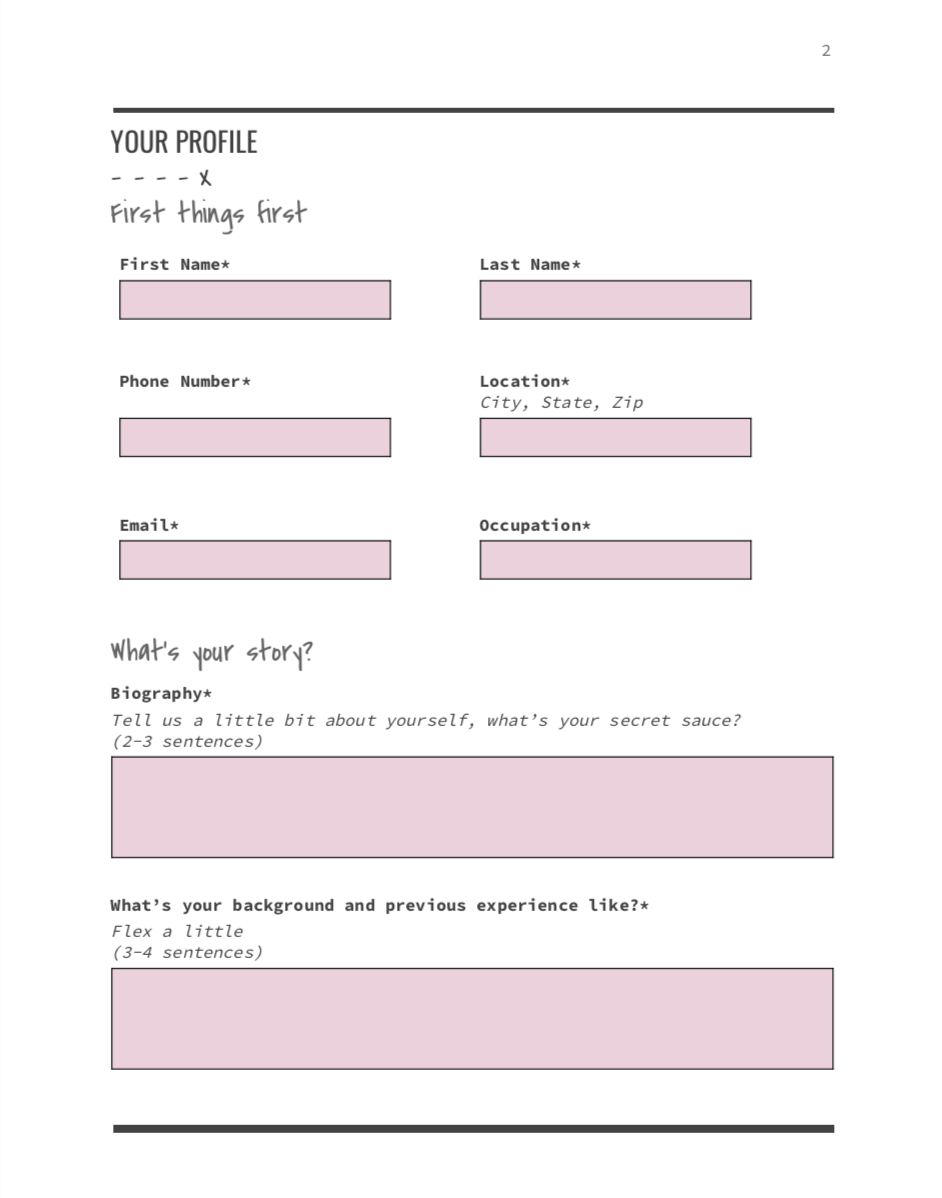 2
YOUR PROFILE
- - - - X
First things first
First Name*
Last Name*
Phone Number*
Location*
City, State, Zip
Email*
Occupation*
What's your story?
Biography*
Tell us a little bit about yourself, what’s your secret sauce?
(2-3 sentences)
What’s your background and previous experience like?*
Flex a little
(3-4 sentences)